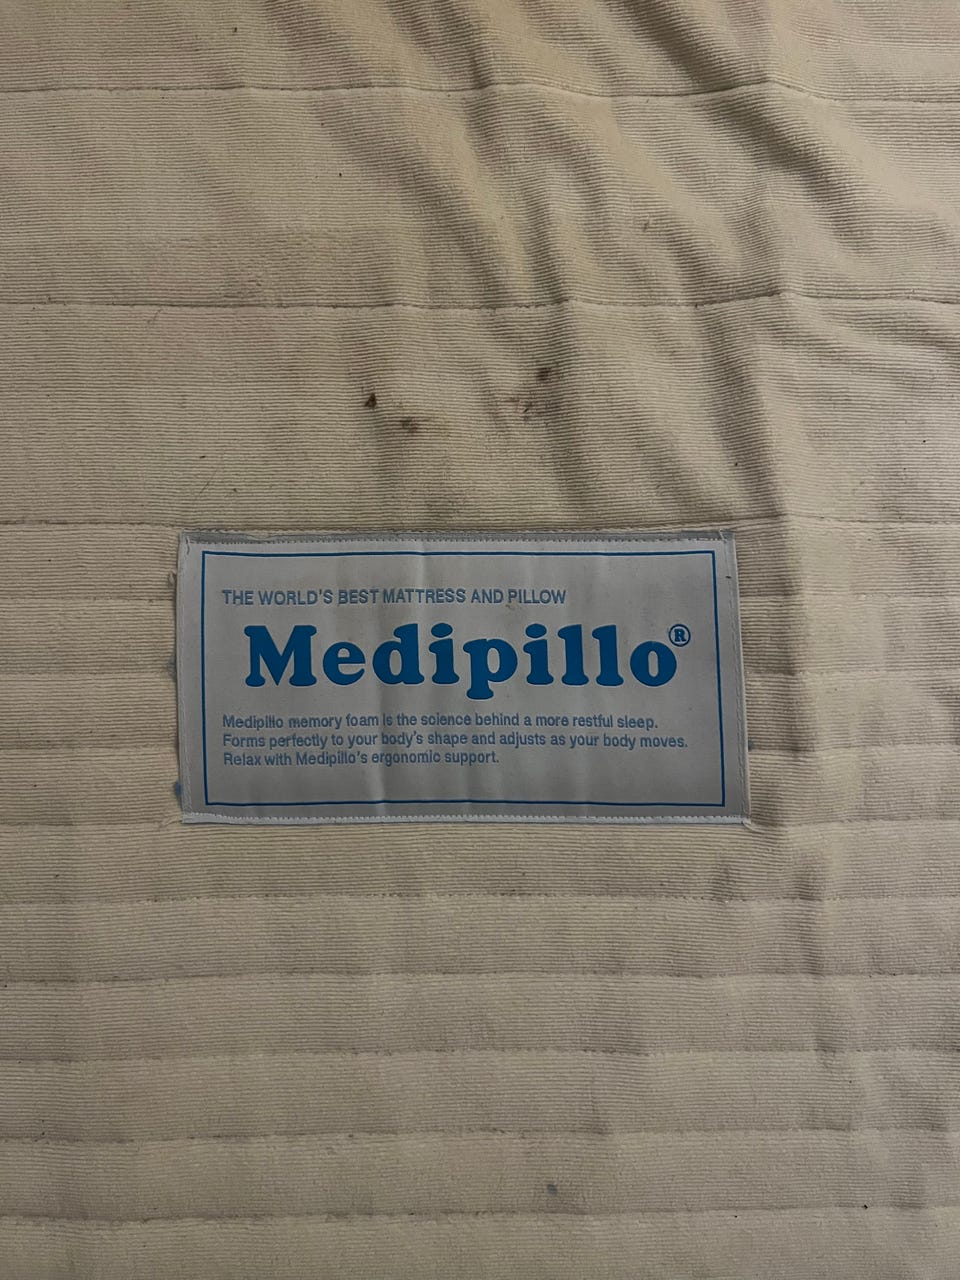 THE WORLD'S BEST MATTRESS AND PILLOW
Medipillo®
Medipillo memory foam is the science behind a more restful sleep.
Forms perfectly to your body's shape and adjusts as your body moves.
Relax with Medipillo's ergonomic support.